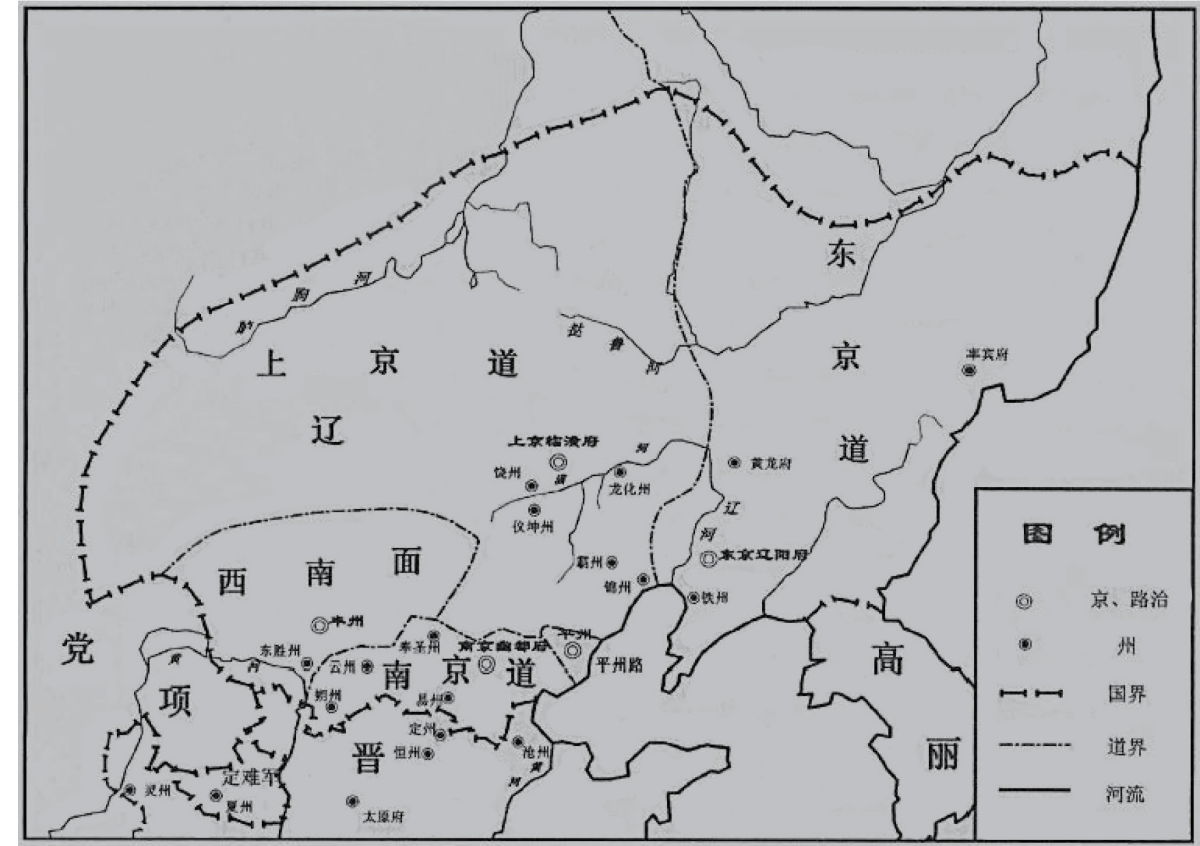 东
胪朐河
上京道
挞鲁河
京
率宾府
辽
道
上京临潢府
河
潢
黄龙府
饶州
龙化州
仪坤州
辽河
东京辽阳府
霸州
锦州
铁州
西南面
丰州
奉圣州
南京幽都府
平州
平州路
党项
黄河
东胜州
云州
南京道
朔州
易州
定州
恒州
沧州
黄河
晋
定难军
灵州
夏州
太原府
高丽
图例
京、路治
州
国界
道界
河流